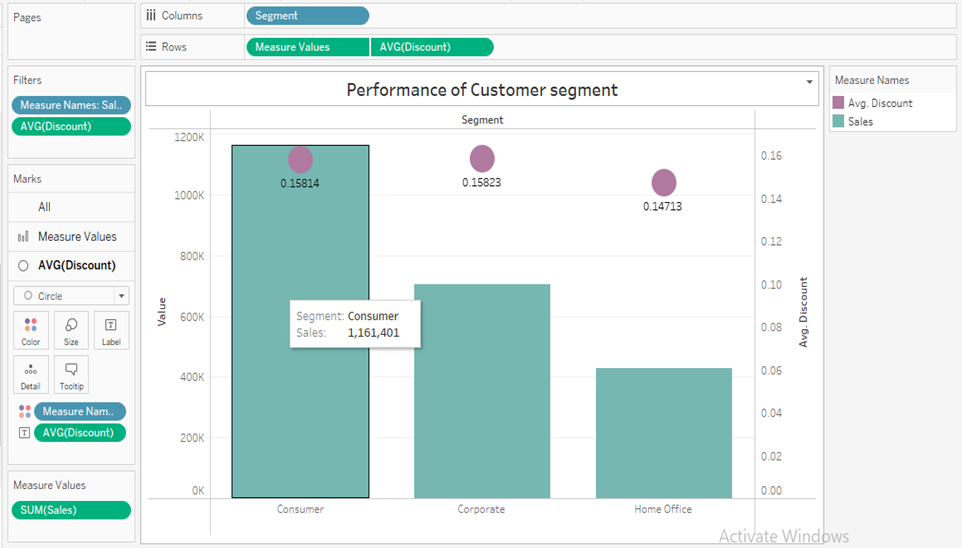 Pages
Columns
Segment
Rows
Measure Values
AVG(Discount)
Filters
Measure Names: Sal..
AVG(Discount)
Marks
All
Measure Values
AVG(Discount)
Circle
Color
Size
Label
Detail
Tooltip
Measure Nam..
AVG(Discount)
Measure Values
SUM(Sales)
Performance of Customer segment
Segment
Value
1200K
1000K
800K
600K
400K
200K
0K
0.15814
0.15823
0.14713
Segment: Consumer
Sales: 1,161,401
Consumer
Corporate
Home Office
0.16
0.14
0.12
0.10
0.08
0.06
0.04
0.02
0.00
Avg. Discount
Measure Names
Avg. Discount
Sales
Activate Windows